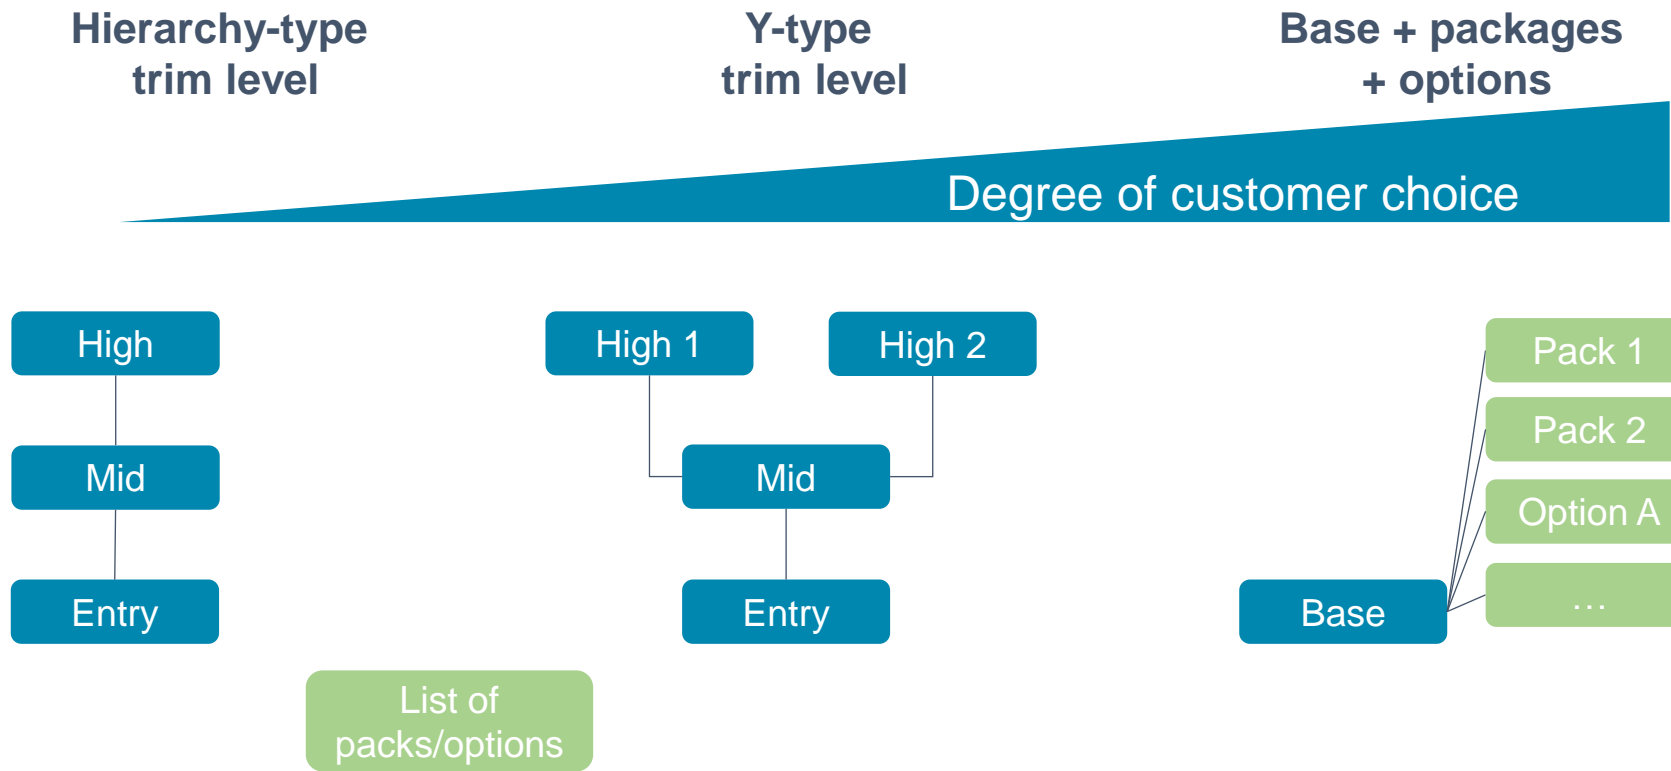 Hierarchy-type
trim level
Y-type
trim level
Base + packages
+ options
Degree of customer choice
High
Mid
Entry
High 1
High 2
Mid
Entry
Pack 1
Pack 2
Option A
…
Base
List of
packs/options